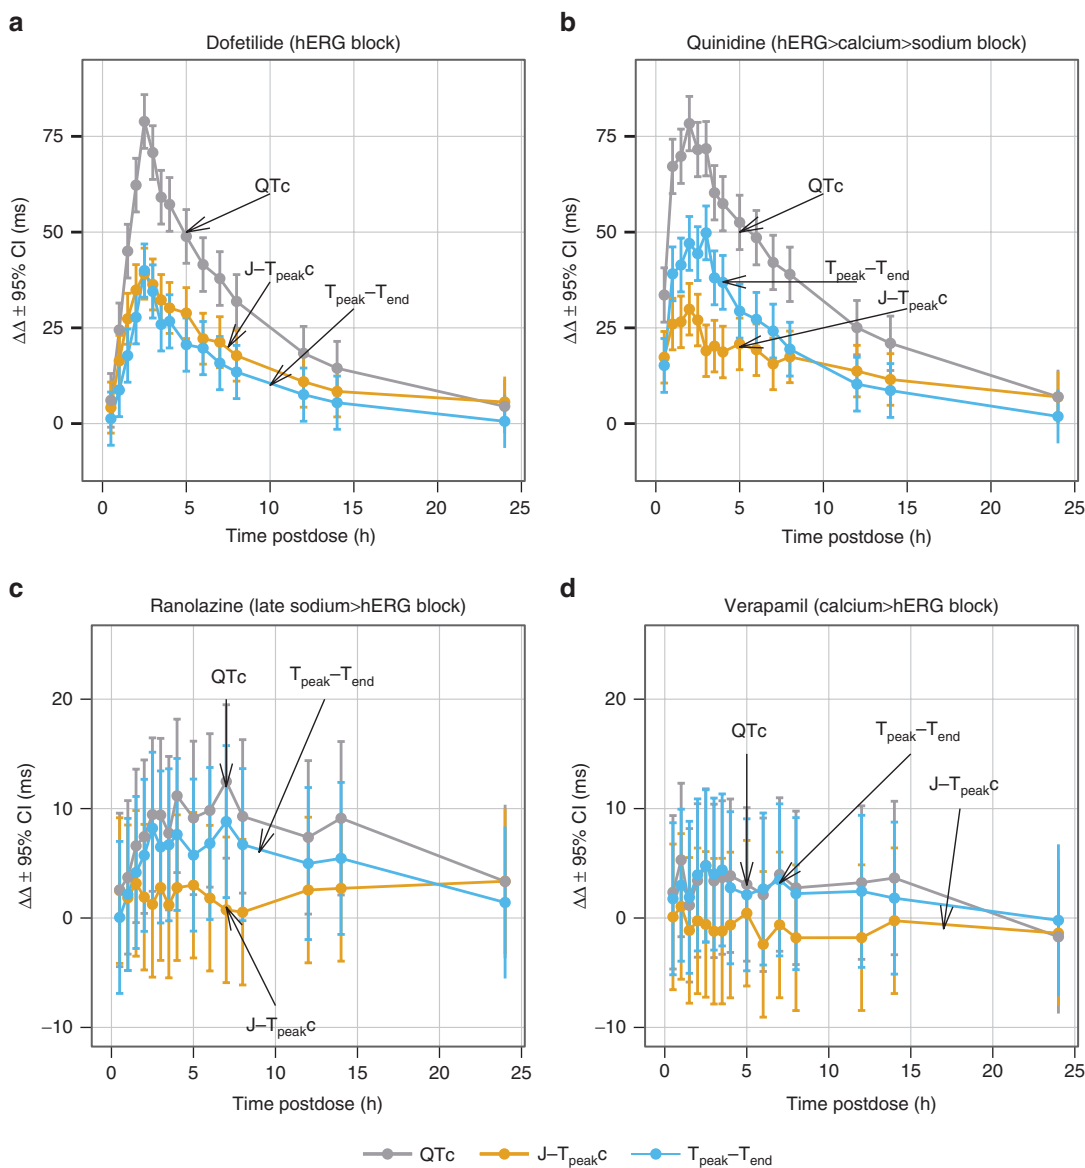 a
Dofetilide (hERG block)
ΔΔ ± 95% CI (ms)
75
50
25
0
QTc
J–Tpeakc
Tpeak–Tend
0 5 10 15 20 25
Time postdose (h)
b
Quinidine (hERG>calcium>sodium block)
ΔΔ ± 95% CI (ms)
75
50
25
0
QTc
Tpeak–Tend
J–Tpeakc
0 5 10 15 20 25
Time postdose (h)
c
Ranolazine (late sodium>hERG block)
ΔΔ ± 95% CI (ms)
20
10
0
−10
QTc
Tpeak–Tend
J–Tpeakc
0 5 10 15 20 25
Time postdose (h)
d
Verapamil (calcium>hERG block)
ΔΔ ± 95% CI (ms)
20
10
0
−10
QTc
Tpeak–Tend
J–Tpeakc
0 5 10 15 20 25
Time postdose (h)
QTc J–Tpeakc Tpeak–Tend